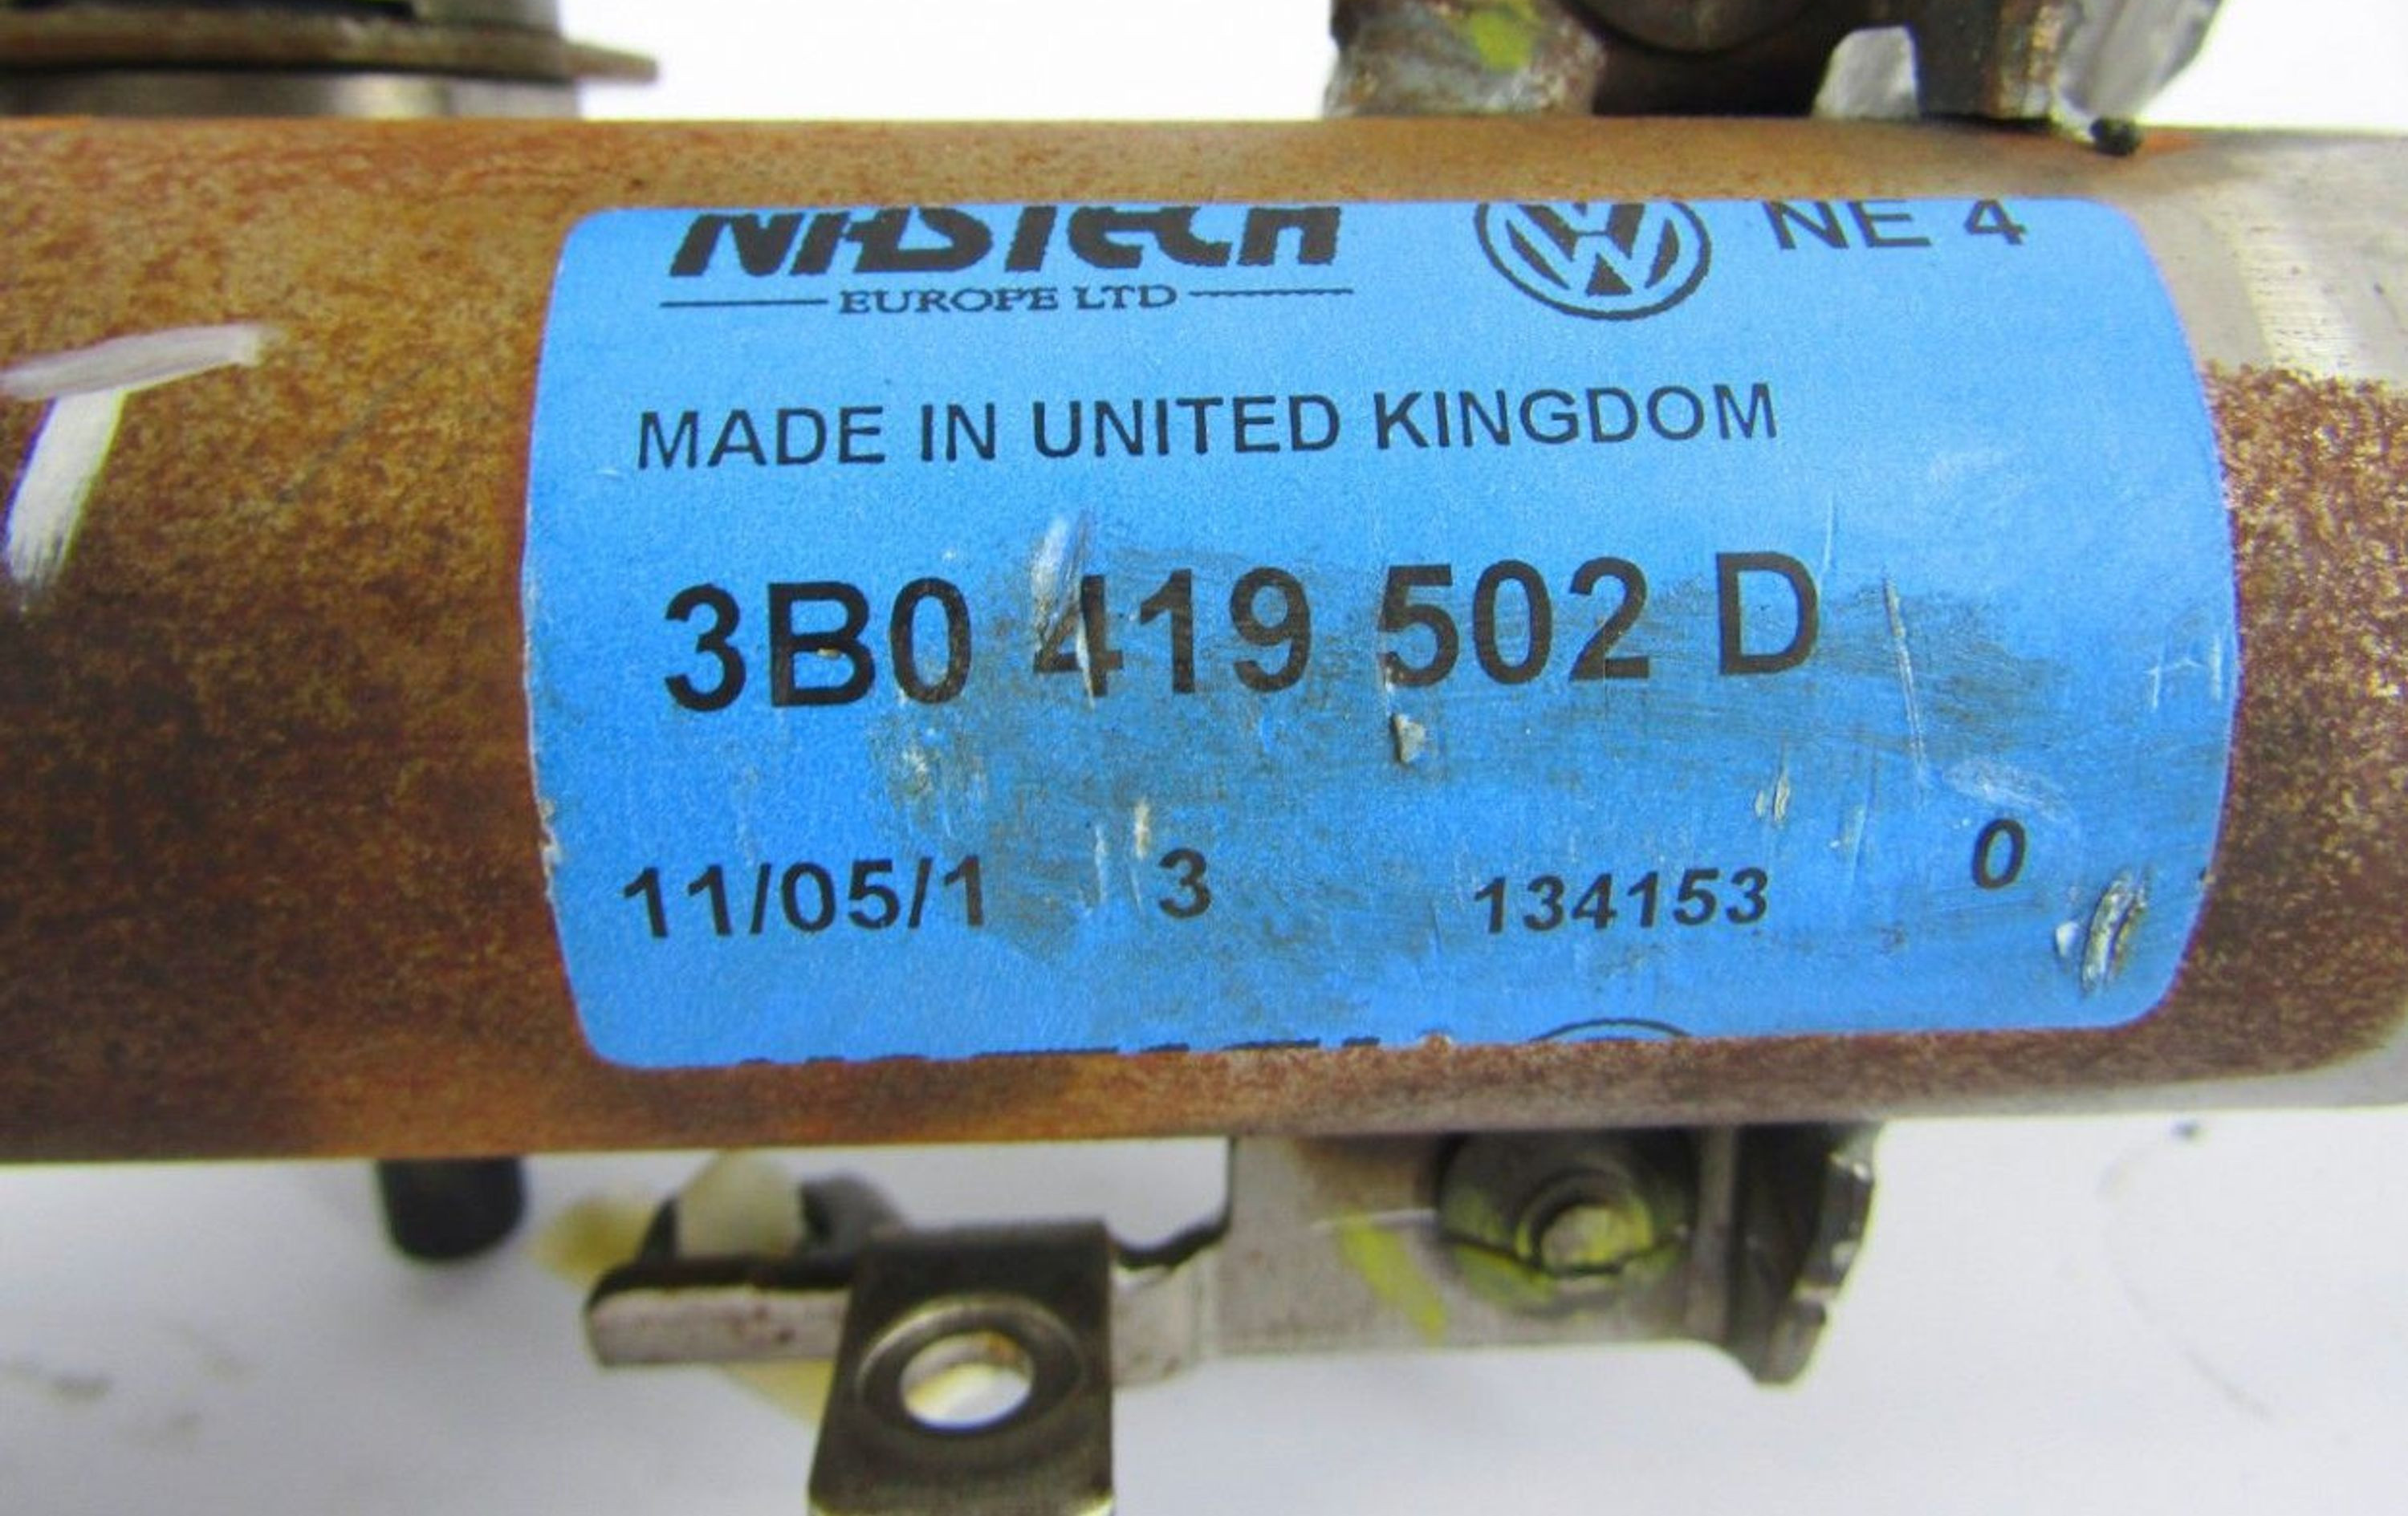 NASTECH NE 4
EUROPE LTD
MADE IN UNITED KINGDOM
3B0 419 502 D
11/05/1 3 134153 0
T